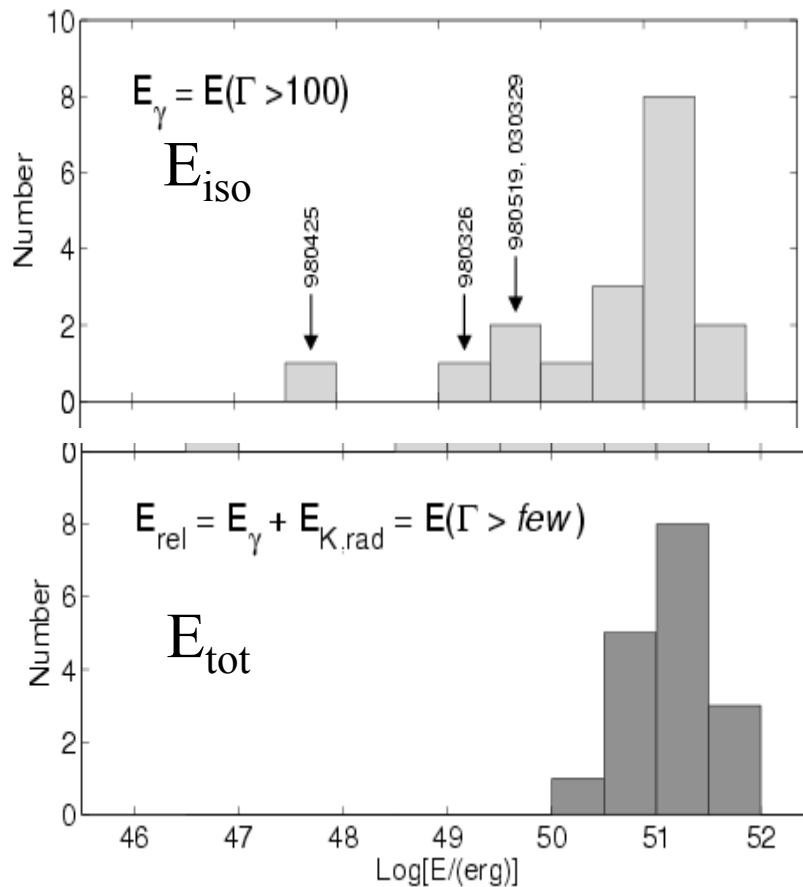 10
8
6
4
2
0
Number
E_γ = E(Γ >100)
E_iso
980425
980326
980519, 030329
0
8
6
4
2
0
Number
E_rel = E_γ + E_K,rad = E(Γ > few)
E_tot
46 47 48 49 50 51 52
Log[E/(erg)]